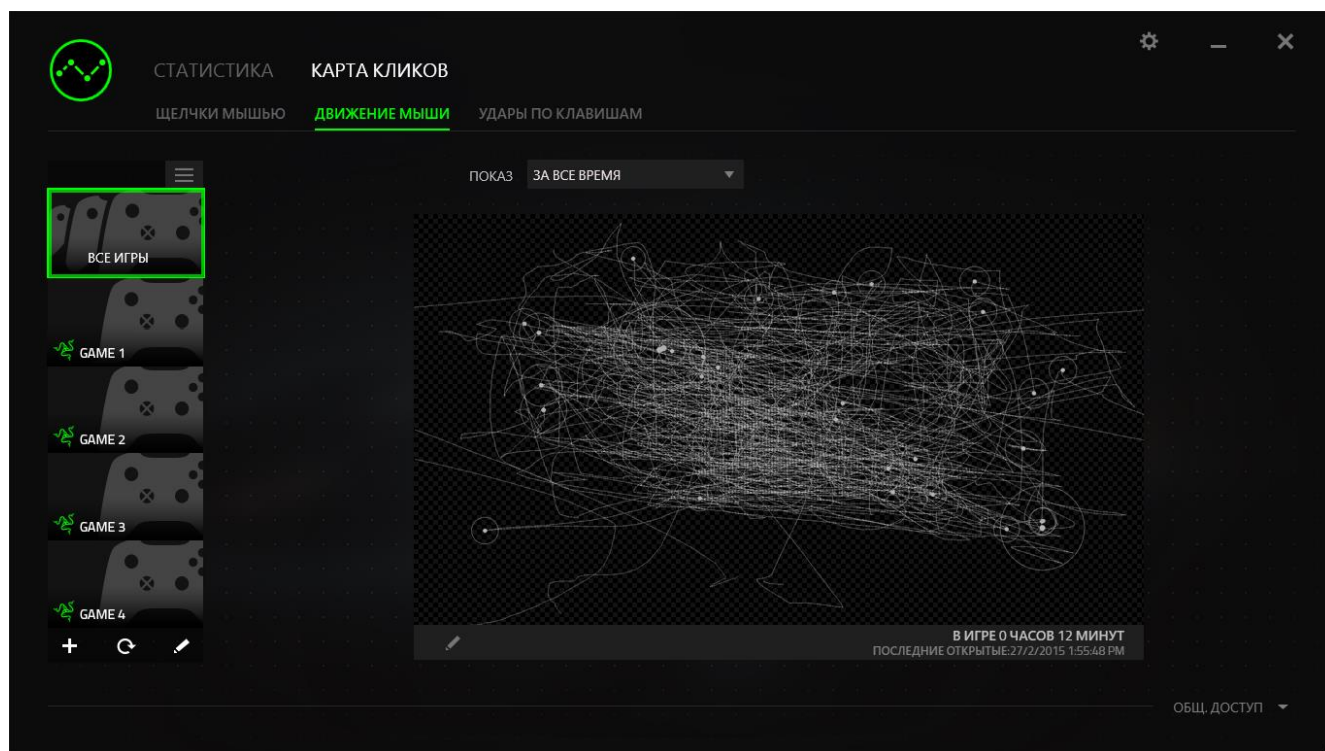 СТАТИСТИКА КАРТА КЛИКОВ
ЩЕЛЧКИ МЫШЬЮ ДВИЖЕНИЕ МЫШИ УДАРЫ ПО КЛАВИШАМ
ПОКАЗ ЗА ВСЕ ВРЕМЯ
ВСЕ ИГРЫ
GAME 1
GAME 2
GAME 3
GAME 4
В ИГРЕ 0 ЧАСОВ 12 МИНУТ
ПОСЛЕДНИЕ ОТКРЫТЫЕ:27/2/2015 1:55:48 PM
ОБЩ. ДОСТУП